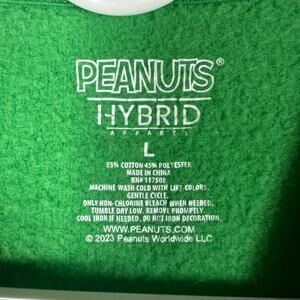 PEANUTS®
HYBRID
APPAREL
L
55% COTTON 45% POLYESTER
MADE IN CHINA
RN# 117508
MACHINE WASH COLD WITH LIKE COLORS.
GENTLE CYCLE.
ONLY NON-CHLORINE BLEACH WHEN NEEDED.
TUMBLE DRY LOW. REMOVE PROMPTLY.
COOL IRON IF NEEDED. DO NOT IRON DECORATION.
WWW.PEANUTS.COM
© 2023 Peanuts Worldwide LLC